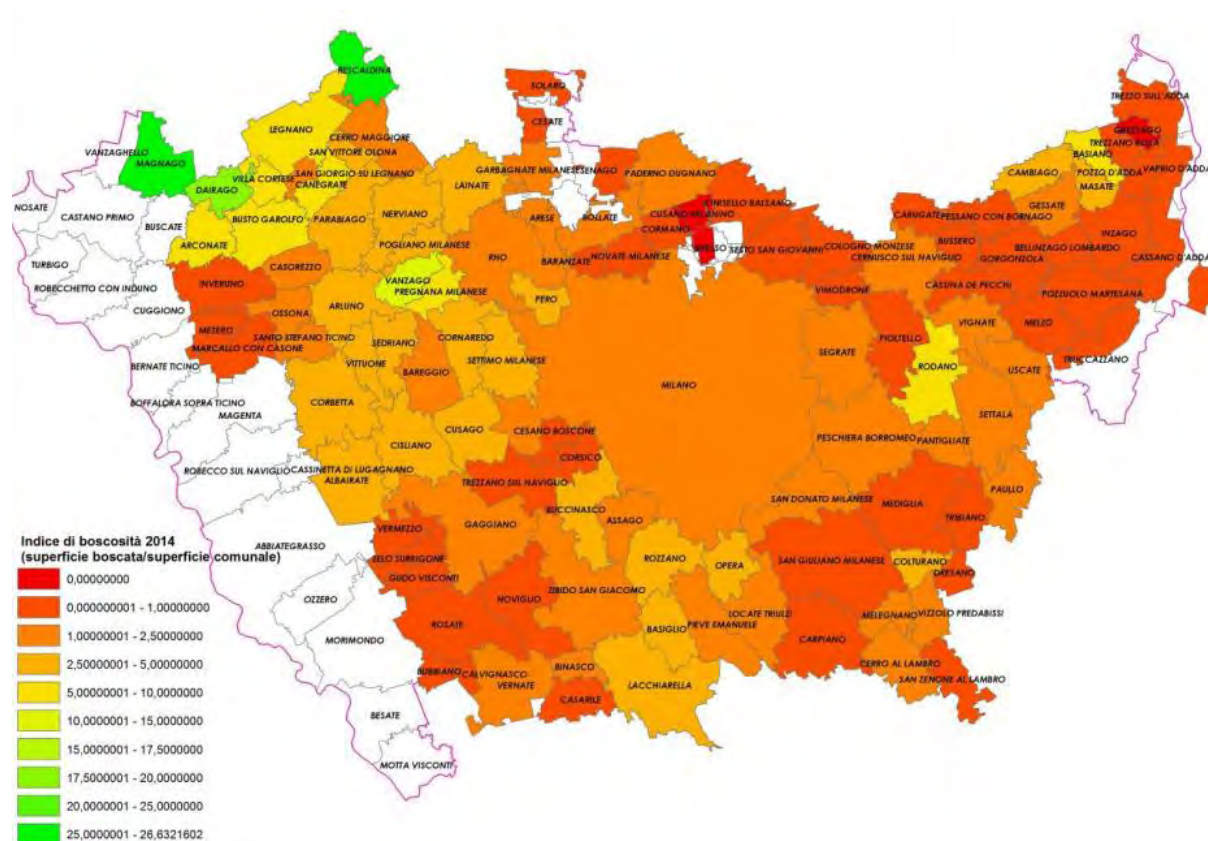 RESCALDINA
SOLARO
TREZZO SULL'ADDA
CESATE
LEGNANO
CERRO MAGGIORE
GREZZAGO
TREZZANO ROSA
VANZAGHELLO
MAGNAGO
SAN VITTORE OLONA
BASIANO
VAPRIO D'ADDA
GARBAGNATE MILANESE
SENAGO
PADERNO DUGNANO
CAMBIAGO
POZZO D'ADDA
MASATE
DAIRAGO
VILLA CORTESE
SAN GIORGIO SU LEGNANO
CANEGRATE
LAINATE
NOSATE
CASTANO PRIMO
BUSCATE
BUSTO GAROLFO
PARABIAGO
NERVIANO
ARESE
BOLLATE
CUSANO MILANINO
CINISELLO BALSAMO
CORMANO
CARUGATE
PESSANO CON BORNAGO
GESSATE
INZAGO
ARCONATE
POGLIANO MILANESE
RHO
BARANZATE
NOVATE MILANESE
BRESSO
SESTO SAN GIOVANNI
COLOGNO MONZESE
CERNUSCO SUL NAVIGLIO
BUSSERO
BELLINZAGO LOMBARDO
GORGONZOLA
CASSANO D'ADDA
TURBIGO
CASOREZZO
ROBECCHETTO CON INDUNO
INVERUNO
VANZAGO
PREGNANA MILANESE
VIMODRONE
CASSINA DE PECCHI
POZZUOLO MARTESANA
CUGGIONO
OSSONA
ARLUNO
PERO
MESERO
MARCALLO CON CASONE
SANTO STEFANO TICINO
SEDRIANO
CORNAREDO
SETTIMO MILANESE
SEGRATE
PIOLTELLO
VIGNATE
MELZO
BERNATE TICINO
VITTUONE
BAREGGIO
MILANO
RODANO
LISCATE
TRUCCAZZANO
BOFFALORA SOPRA TICINO
MAGENTA
CORBETTA
CUSAGO
CESANO BOSCONE
SETTALA
CISLIANO
PESCHIERA BORROMEO
PANTIGLIATE
CORSICO
ROBECCO SUL NAVIGLIO
CASSINETTA DI LUGAGNANO
ALBAIRATE
TREZZANO SUL NAVIGLIO
PAULLO
BUCCINASCO
ASSAGO
SAN DONATO MILANESE
MEDIGLIA
TRIBIANO
GAGGIANO
VERMEZZO
ABBIATEGRASSO
ZELO SURRIGONE
GUDO VISCONTI
ROZZANO
OPERA
SAN GIULIANO MILANESE
COLTURANO
DRESANO
OZZERO
NOVIGLIO
ZIBIDO SAN GIACOMO
LOCATE TRIULZI
MELEGNANO
VIZZOLO PREDABISSI
MORIMONDO
ROSATE
BASIGLIO
PIEVE EMANUELE
CARPIANO
BUBBIANO
CALVIGNASCO
VERNATE
BINASCO
LACCHIARELLA
CERRO AL LAMBRO
SAN ZENONE AL LAMBRO
CASARILE
BESATE
MOTTA VISCONTI
Indice di boscosità 2014
(superficie boscata/superficie comunale)
0,00000000
0,000000001 - 1,00000000
1,00000001 - 2,50000000
2,50000001 - 5,00000000
5,00000001 - 10,0000000
10,0000001 - 15,0000000
15,0000001 - 17,5000000
17,5000001 - 20,0000000
20,0000001 - 25,0000000
25,0000001 - 26,6321602